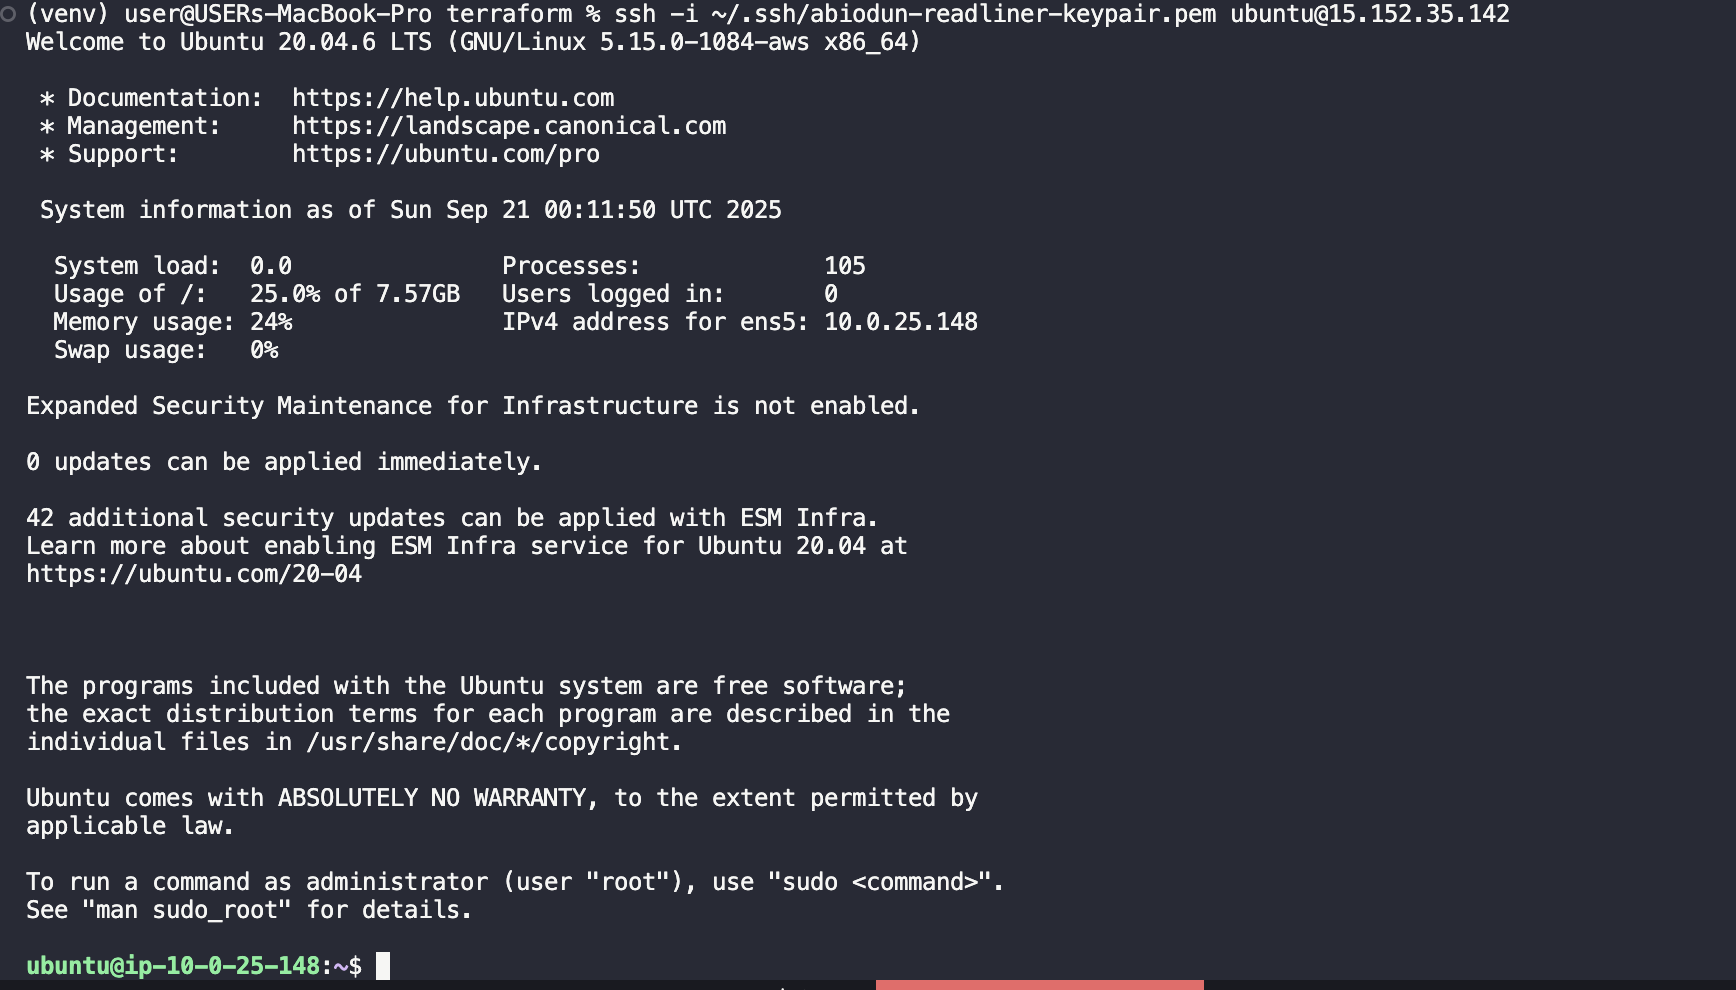 (venv) user@USERs-MacBook-Pro terraform % ssh -i ~/.ssh/abiodun-readliner-keypair.pem ubuntu@15.152.35.142
Welcome to Ubuntu 20.04.6 LTS (GNU/Linux 5.15.0-1084-aws x86_64)

 * Documentation:  https://help.ubuntu.com
 * Management:     https://landscape.canonical.com
 * Support:        https://ubuntu.com/pro

 System information as of Sun Sep 21 00:11:50 UTC 2025

  System load:  0.0               Processes:             105
  Usage of /:   25.0% of 7.57GB   Users logged in:       0
  Memory usage: 24%               IPv4 address for ens5: 10.0.25.148
  Swap usage:   0%

Expanded Security Maintenance for Infrastructure is not enabled.

0 updates can be applied immediately.

42 additional security updates can be applied with ESM Infra.
Learn more about enabling ESM Infra service for Ubuntu 20.04 at
https://ubuntu.com/20-04

The programs included with the Ubuntu system are free software;
the exact distribution terms for each program are described in the
individual files in /usr/share/doc/*/copyright.

Ubuntu comes with ABSOLUTELY NO WARRANTY, to the extent permitted by
applicable law.

To run a command as administrator (user "root"), use "sudo <command>".
See "man sudo_root" for details.

ubuntu@ip-10-0-25-148:~$